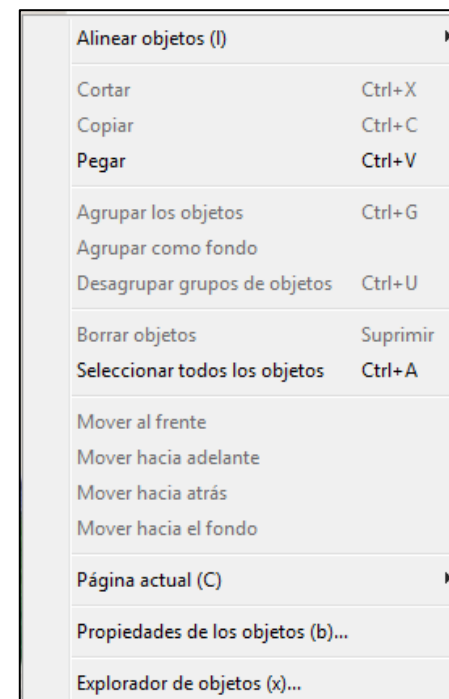 Alinear objetos (I)
Cortar Ctrl+X
Copiar Ctrl+C
Pegar Ctrl+V
Agrupar los objetos Ctrl+G
Agrupar como fondo
Desagrupar grupos de objetos Ctrl+U
Borrar objetos Suprimir
Seleccionar todos los objetos Ctrl+A
Mover al frente
Mover hacia adelante
Mover hacia atrás
Mover hacia el fondo
Página actual (C)
Propiedades de los objetos (b)...
Explorador de objetos (x)...